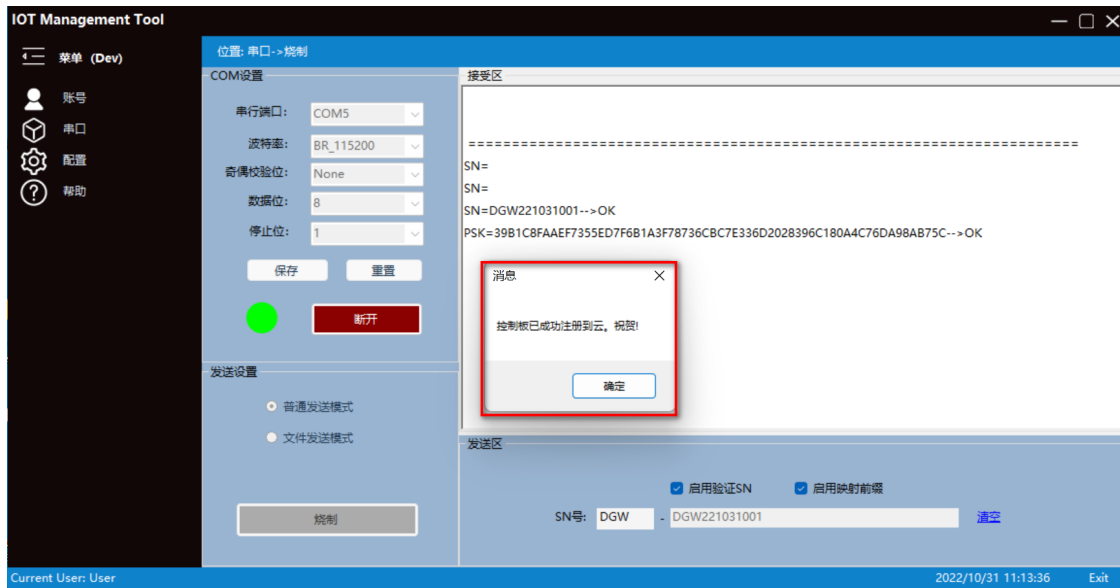 IOT Management Tool
菜单 (Dev)
账号
串口
配置
帮助
位置: 串口->烧制
COM设置
串行端口: COM5
波特率: BR_115200
奇偶校验位: None
数据位: 8
停止位: 1
保存 重置
断开
发送设置
普通发送模式
文件发送模式
烧制
接受区
=======================================================================
SN=
SN=
SN=DGW221031001-->OK
PSK=39B1C8FAAEF7355ED7F6B1A3F78736CBC7E336D2028396C180A4C76DA98AB75C-->OK
消息
控制板已成功注册到云。祝贺!
确定
发送区
启用验证SN 启用映射前缀
SN号: DGW - DGW221031001 清空
Current User: User 2022/10/31 11:13:36 Exit